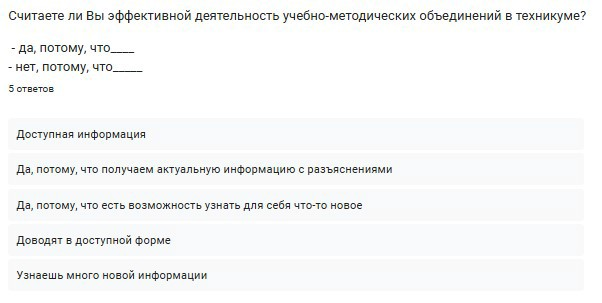 Считаете ли Вы эффективной деятельность учебно-методических объединений в техникуме?
- да, потому, что____
- нет, потому, что_____
5 ответов
Доступная информация
Да, потому, что получаем актуальную информацию с разъяснениями
Да, потому, что есть возможность узнать для себя что-то новое
Доводят в доступной форме
Узнаешь много новой информации